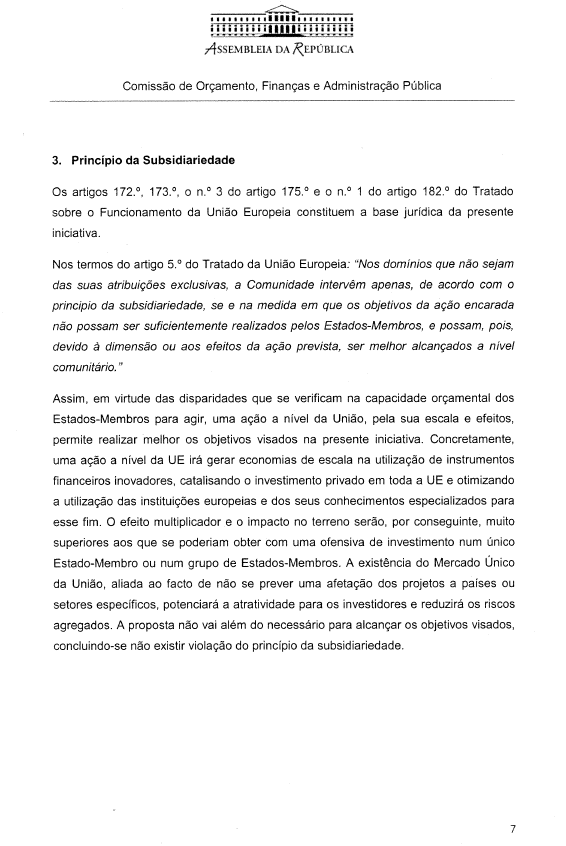 ASSEMBLEIA DA REPÚBLICA
Comissão de Orçamento, Finanças e Administração Pública
3. Princípio da Subsidiariedade
Os artigos 172.º, 173.º, o n.º 3 do artigo 175.º e o n.º 1 do artigo 182.º do Tratado
sobre o Funcionamento da União Europeia constituem a base jurídica da presente
iniciativa.
Nos termos do artigo 5.º do Tratado da União Europeia: “Nos domínios que não sejam
das suas atribuições exclusivas, a Comunidade intervêm apenas, de acordo com o
principio da subsidiariedade, se e na medida em que os objetivos da ação encarada
não possam ser suficientemente realizados pelos Estados-Membros, e possam, pois,
devido à dimensão ou aos efeitos da ação prevista, ser melhor alcançados a nível
comunitário.”
Assim, em virtude das disparidades que se verificam na capacidade orçamental dos
Estados-Membros para agir, uma ação a nível da União, pela sua escala e efeitos,
permite realizar melhor os objetivos visados na presente iniciativa. Concretamente,
uma ação a nível da UE irá gerar economias de escala na utilização de instrumentos
financeiros inovadores, catalisando o investimento privado em toda a UE e otimizando
a utilização das instituições europeias e dos seus conhecimentos especializados para
esse fim. O efeito multiplicador e o impacto no terreno serão, por conseguinte, muito
superiores aos que se poderiam obter com uma ofensiva de investimento num único
Estado-Membro ou num grupo de Estados-Membros. A existência do Mercado Único
da União, aliada ao facto de não se prever uma afetação dos projetos a países ou
setores específicos, potenciará a atratividade para os investidores e reduzirá os riscos
agregados. A proposta não vai além do necessário para alcançar os objetivos visados,
concluindo-se não existir violação do princípio da subsidiariedade.
7